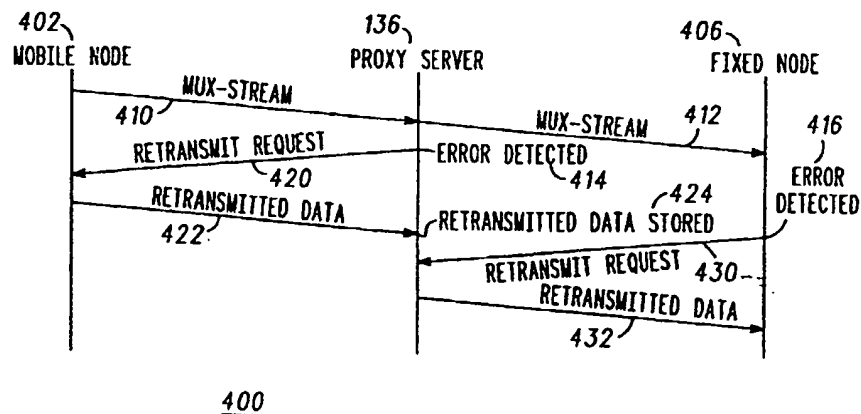 402 136 406
MOBILE NODE PROXY SERVER FIXED NODE
MUX-STREAM
410
MUX-STREAM 412
416
RETRANSMIT REQUEST
420
ERROR DETECTED
414
ERROR
DETECTED
RETRANSMITTED DATA
422
424
RETRANSMITTED DATA STORED
RETRANSMIT REQUEST 430
RETRANSMITTED DATA
432
400